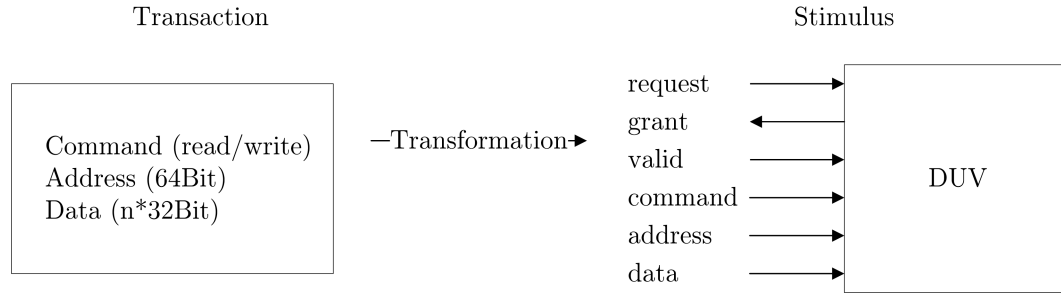 Transaction
Stimulus
Command (read/write)
Address (64Bit)
Data (n*32Bit)
Transformation
request
grant
valid
command
address
data
DUV